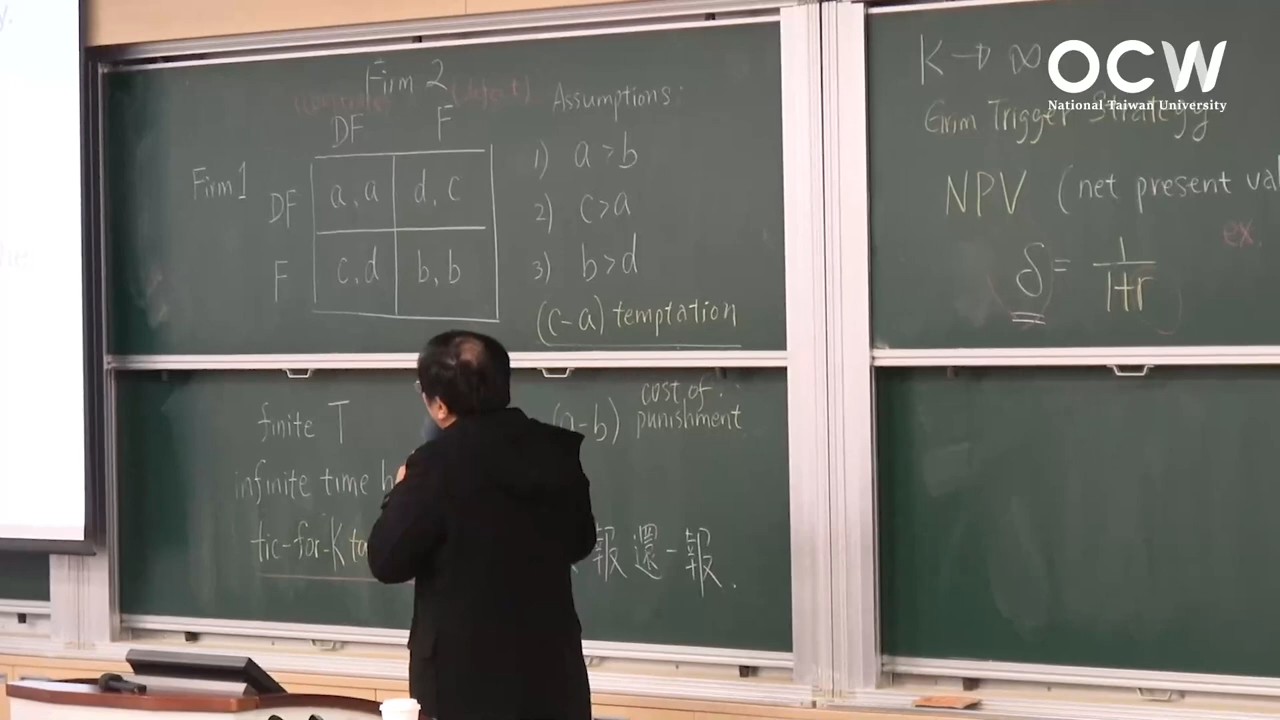 Firm 2
(defect)
DF F
Firm 1
DF a, a d, c
F c, d b, b
Assumptions:
1) a > b
2) c > a
3) b > d
(c-a) temptation
finite T
-b) cost of punishment
infinite time
tic-for-K
報還-報.
K → ∞
Grim Trigger Strategy
NPV (net present
ex.
δ = 1/1+r
OCW
National Taiwan University